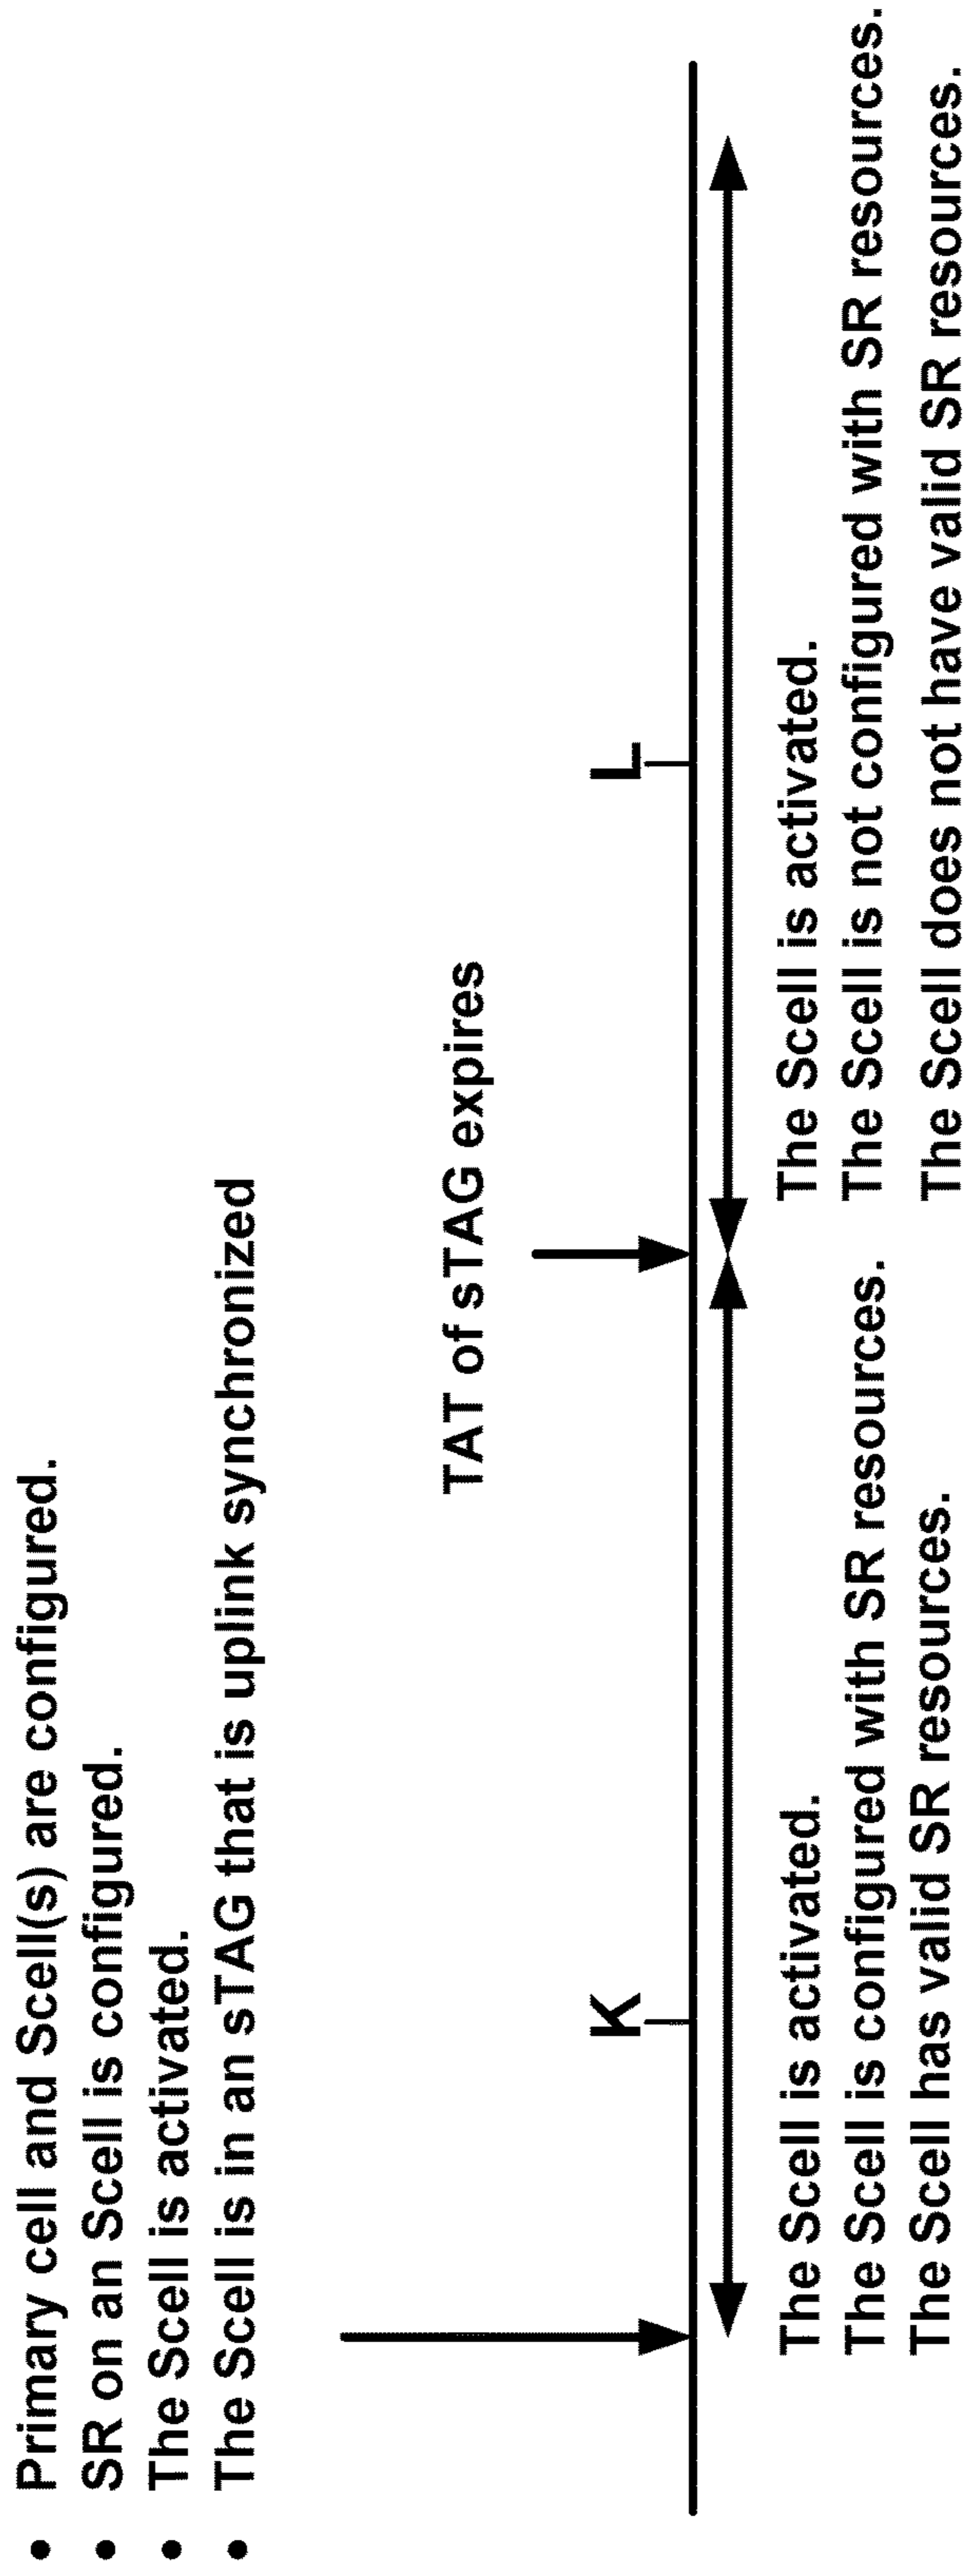 • Primary cell and Scell(s) are configured.
• SR on an Scell is configured.
• The Scell is activated.
• The Scell is in an sTAG that is uplink synchronized
TAT of sTAG expires
K
L
The Scell is activated.
The Scell is configured with SR resources.
The Scell has valid SR resources.
The Scell is activated.
The Scell is not configured with SR resources.
The Scell does not have valid SR resources.